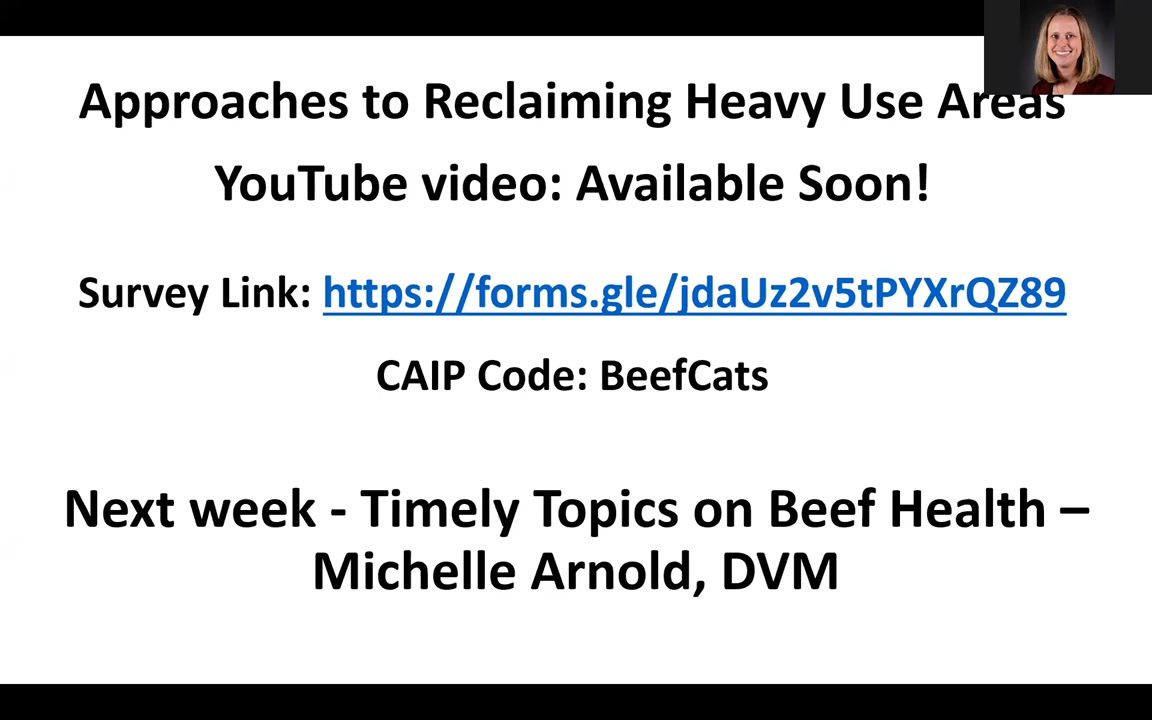 Approaches to Reclaiming Heavy Use Areas
YouTube video: Available Soon!
Survey Link: https://forms.gle/jdaUz2v5tPYXrQZ89
CAIP Code: BeefCats
Next week - Timely Topics on Beef Health –
Michelle Arnold, DVM